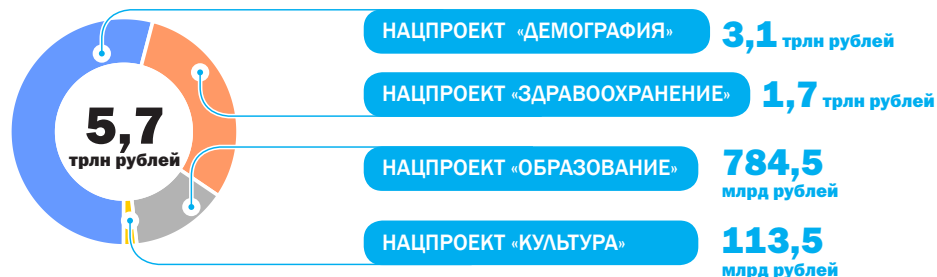 5,7
трлн рублей
НАЦПРОЕКТ «ДЕМОГРАФИЯ»
3,1 трлн рублей
НАЦПРОЕКТ «ЗДРАВООХРАНЕНИЕ»
1,7 трлн рублей
НАЦПРОЕКТ «ОБРАЗОВАНИЕ»
784,5
млрд рублей
НАЦПРОЕКТ «КУЛЬТУРА»
113,5
млрд рублей